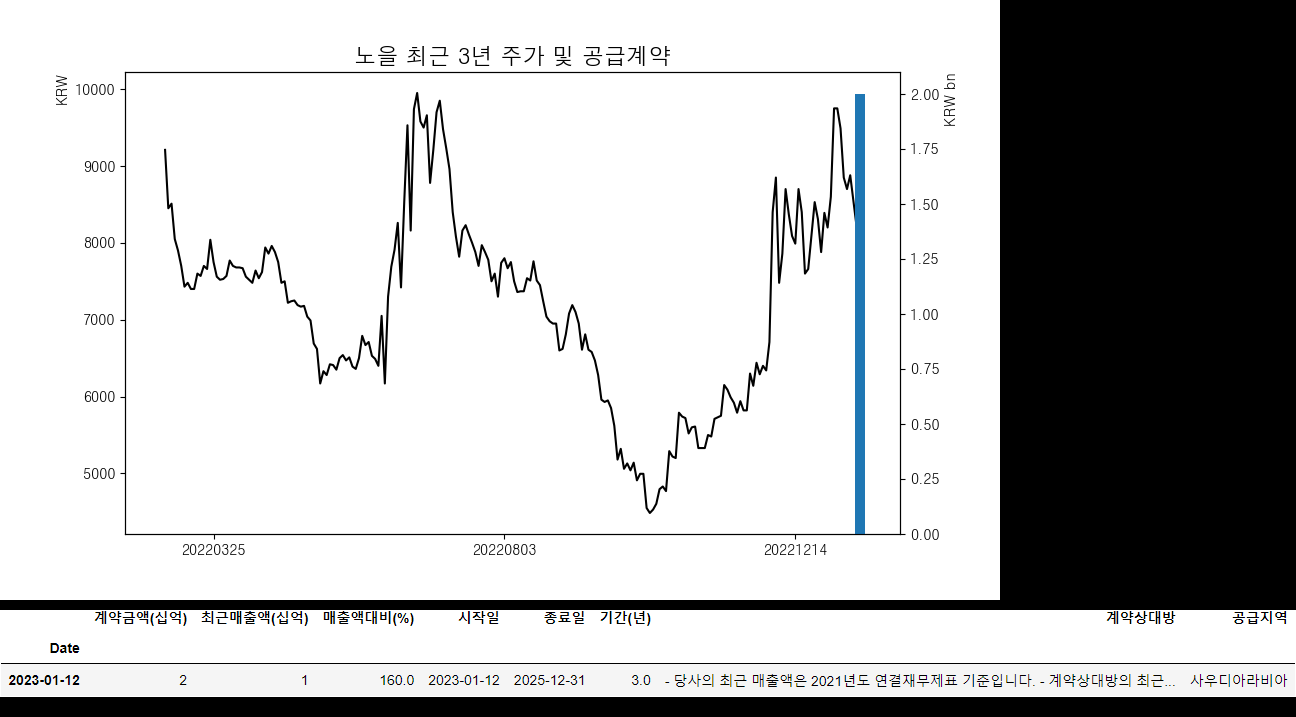 노을 최근 3년 주가 및 공급계약
KRW
10000
9000
8000
7000
6000
5000
KRW bn
2.00
1.75
1.50
1.25
1.00
0.75
0.50
0.25
0.00
20220325 20220803 20221214
계약금액(십억) 최근매출액(십억) 매출액대비(%) 시작일 종료일 기간(년) 계약상대방 공급지역
Date
2023-01-12 2 1 160.0 2023-01-12 2025-12-31 3.0 - 당사의 최근 매출액은 2021년도 연결재무제표 기준입니다. - 계약상대방의 최근... 사우디아라비아